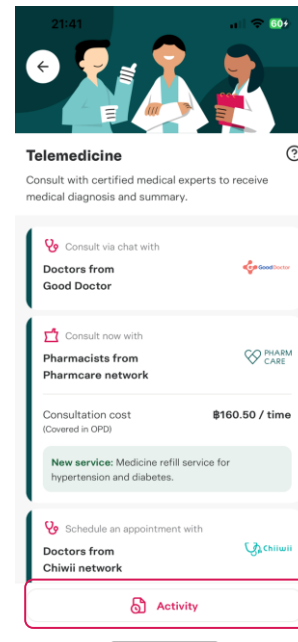 21:41
60
Telemedicine
?
Consult with certified medical experts to receive
medical diagnosis and summary.
Consult via chat with
Doctors from
Good Doctor
GoodDoctor
Consult now with
Pharmacists from
Pharmcare network
PHARM
CARE
Consultation cost
฿160.50 / time
(Covered in OPD)
New service: Medicine refill service for
hypertension and diabetes.
Schedule an appointment with
Doctors from
Chiwii network
Chiiwii
Activity